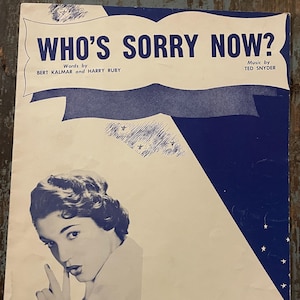 WHO'S SORRY NOW?
Words by
BERT KALMAR and HARRY RUBY
Music by
TED SNYDER